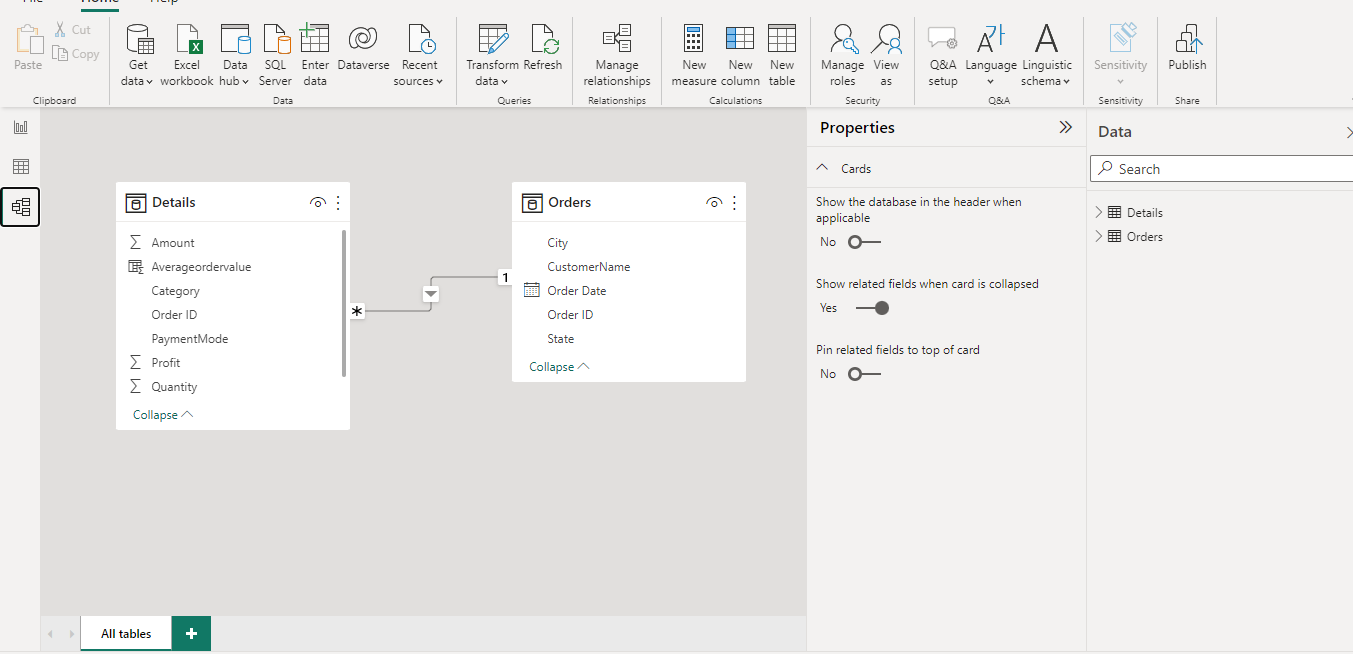 Home
Help
Cut
Copy
Paste
Clipboard
Get data
Excel workbook
Data hub
SQL Server
Enter data
Dataverse
Recent sources
Data
Transform data
Refresh
Queries
Manage relationships
Relationships
New measure
New column
New table
Calculations
Manage roles
View as
Security
Q&A setup
Language
Linguistic schema
Q&A
Sensitivity
Sensitivity
Publish
Share
Details
Amount
Averageordervalue
Category
Order ID
PaymentMode
Profit
Quantity
Collapse
*
1
Orders
City
CustomerName
Order Date
Order ID
State
Collapse
Properties
Cards
Show the database in the header when
applicable
No
Show related fields when card is collapsed
Yes
Pin related fields to top of card
No
Data
Search
Details
Orders
All tables